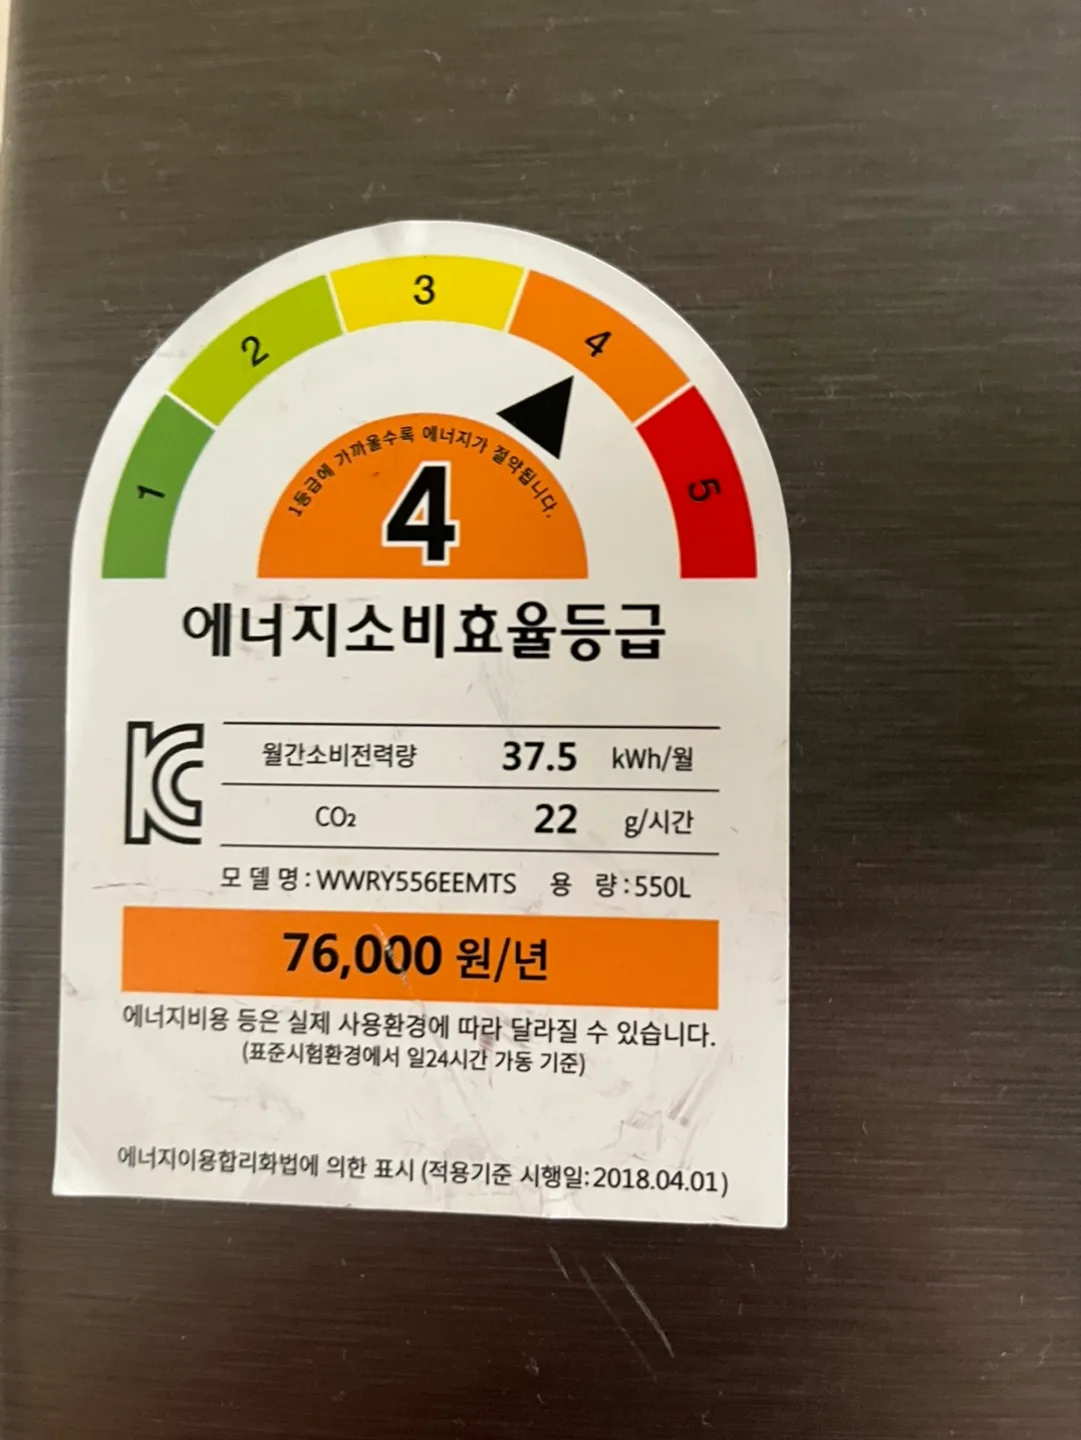 1
2
3
4
5
1등급에 가까울수록 에너지가 절약됩니다.
4
에너지소비효율등급
월간소비전력량 37.5 kWh/월
CO₂ 22 g/시간
모 델 명 : WWRY556EEMTS 용 량 : 550L
76,000 원/년
에너지비용 등은 실제 사용환경에 따라 달라질 수 있습니다.
(표준시험환경에서 일24시간 가동 기준)
에너지이용합리화법에 의한 표시 (적용기준 시행일:2018.04.01)